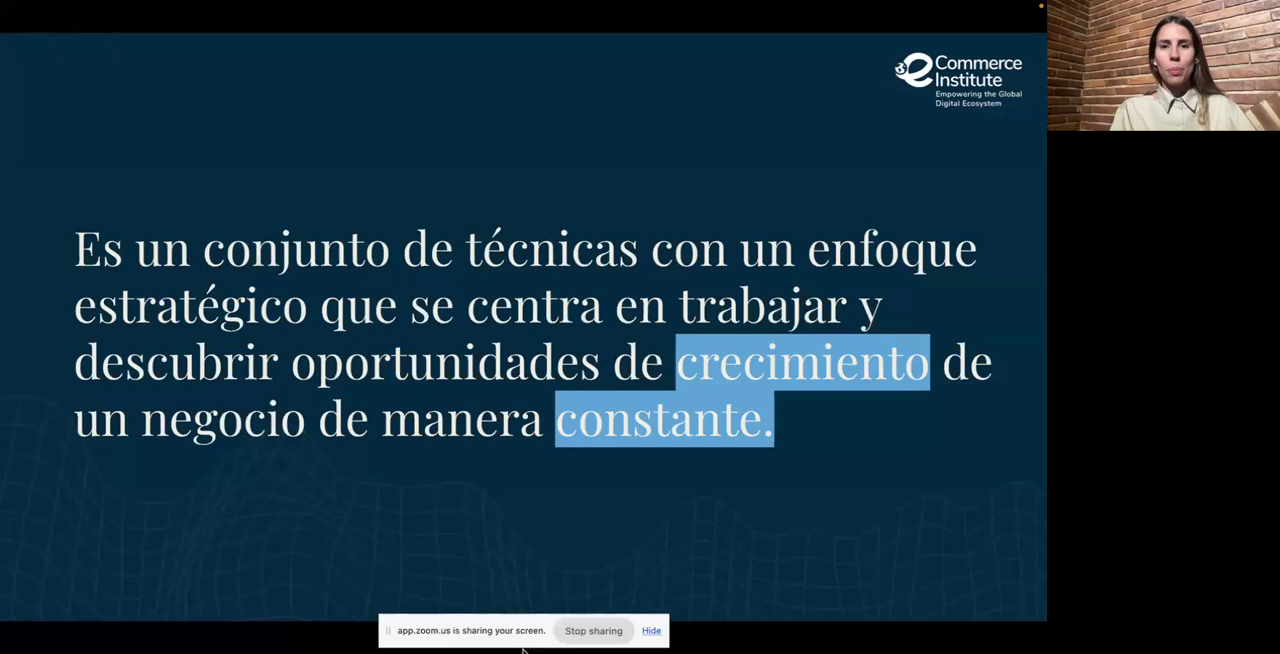 Commerce
Institute
Empowering the Global
Digital Ecosystem
Es un conjunto de técnicas con un enfoque
estratégico que se centra en trabajar y
descubrir oportunidades de crecimiento de
un negocio de manera constante.
app.zoom.us is sharing your screen. Stop sharing Hide